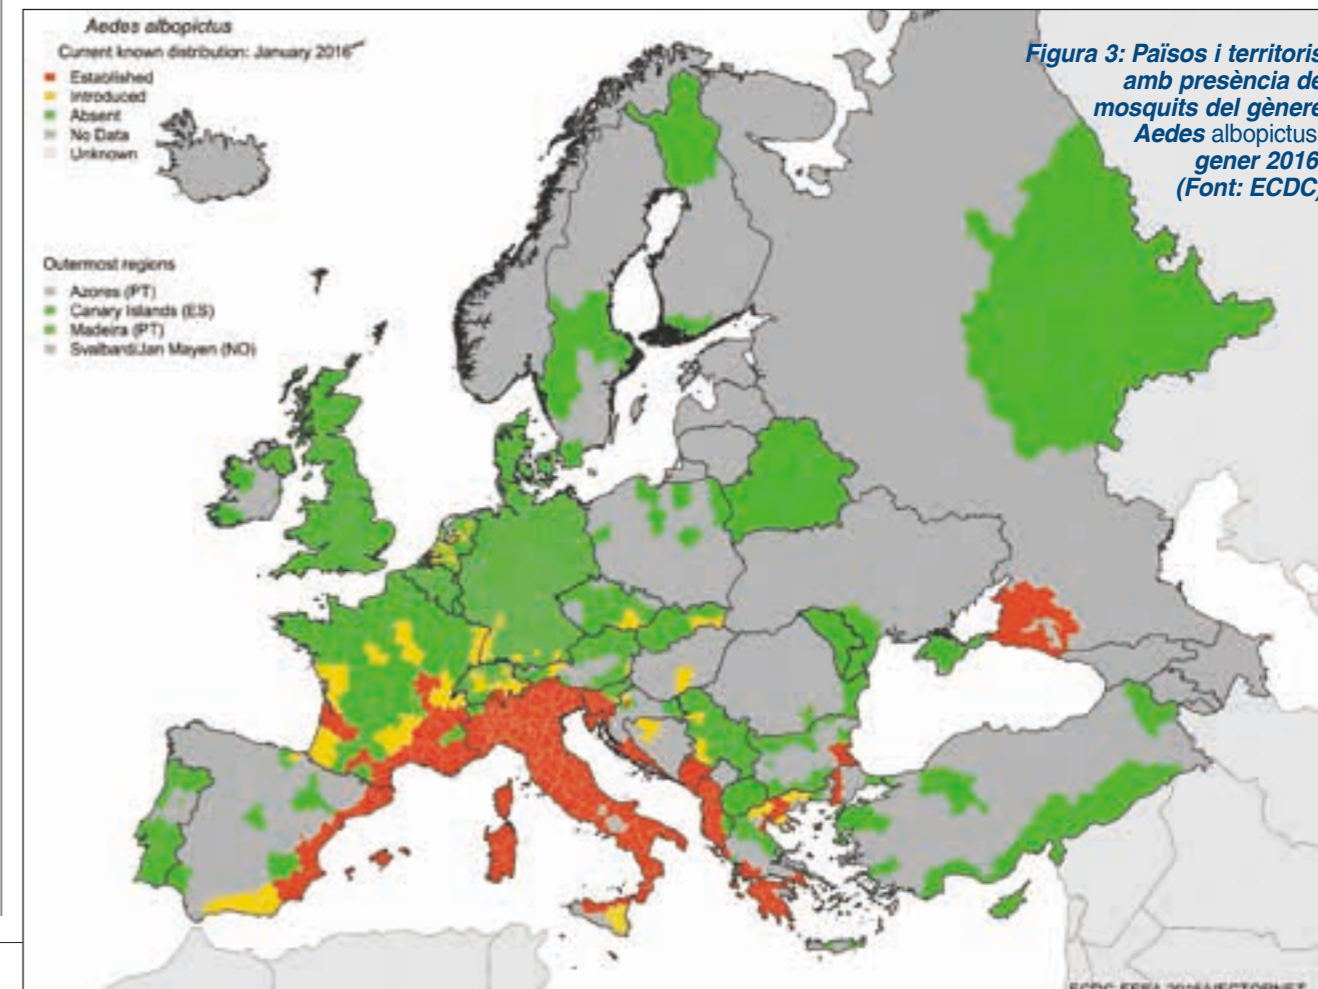 Aedes albopictus
Current known distribution: January 2016
Established
Introduced
Absent
No Data
Unknown
Outermost regions
Azores (PT)
Canary Islands (ES)
Madeira (PT)
Svalbard/Jan Mayen (NO)
Figura 3: Països i territoris
amb presència de
mosquits del gènere
Aedes albopictus
gener 2016
(Font: ECDC)